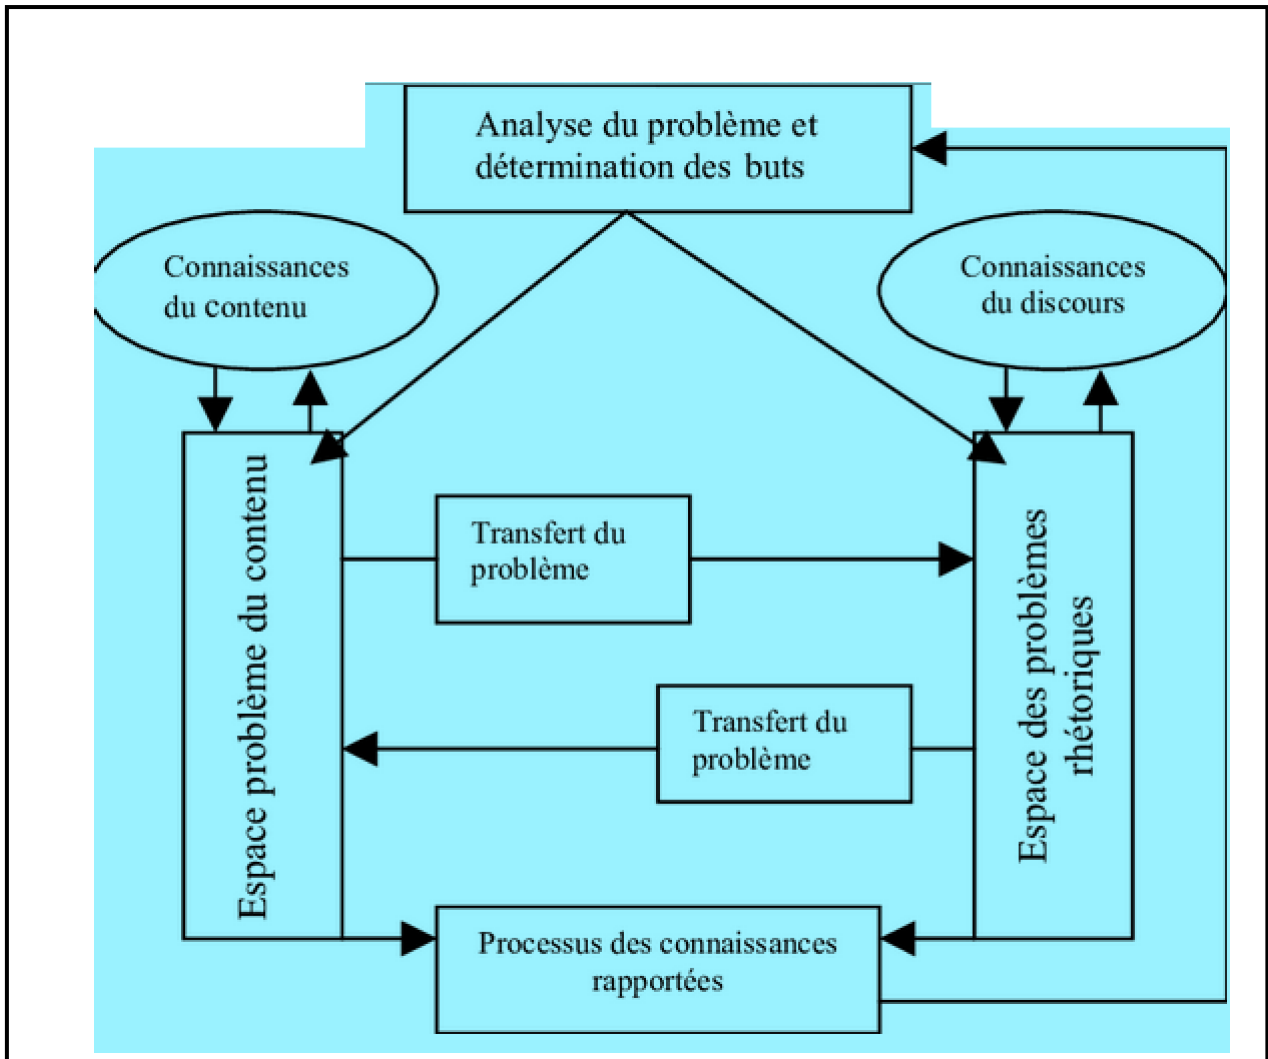 Analyse du problème et
détermination des buts
Connaissances
du contenu
Connaissances
du discours
Espace problème du contenu
Transfert du
problème
Espace des problèmes
rhétoriques
Transfert du
problème
Processus des connaissances
rapportées